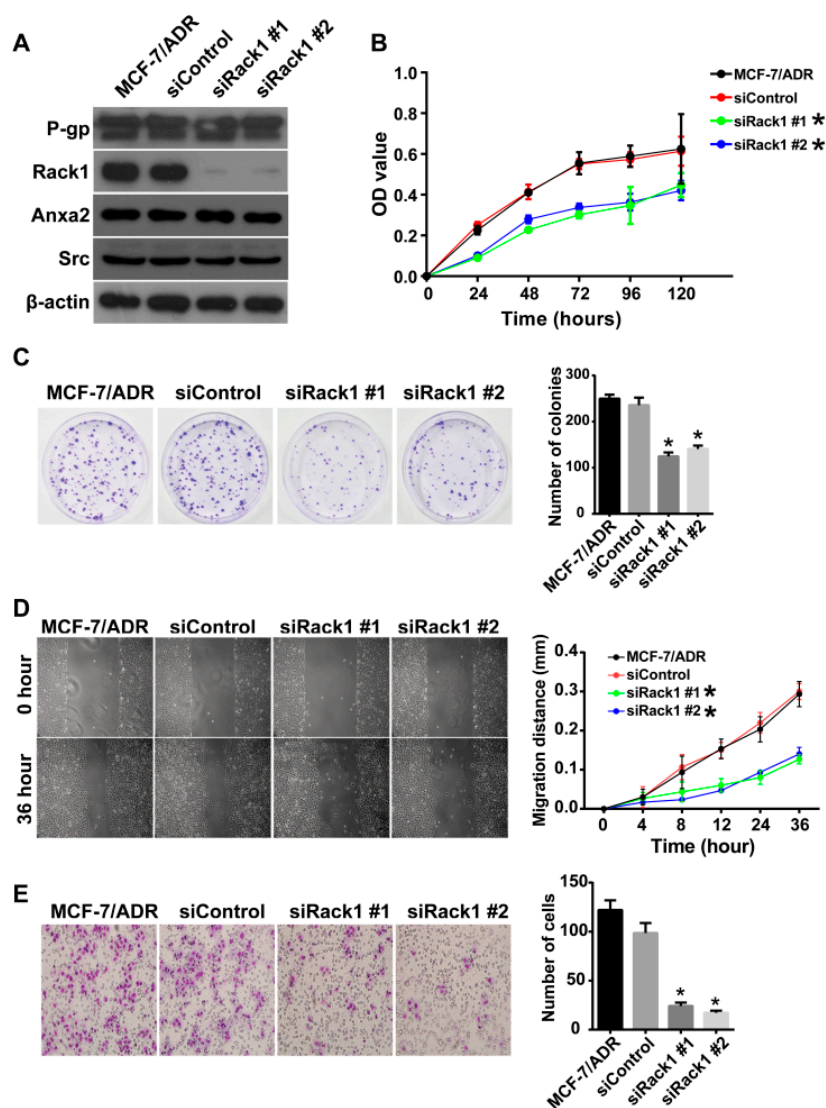 A
MCF-7/ADR
siControl
siRack1 #1
siRack1 #2
P-gp
Rack1
Anxa2
Src
β-actin
B
OD value
1.0
0.8
0.6
0.4
0.2
0.0
0 24 48 72 96 120
Time (hours)
MCF-7/ADR
siControl
siRack1 #1 *
siRack1 #2 *
C
MCF-7/ADR siControl siRack1 #1 siRack1 #2
Number of colonies
300
200
100
0
* *
MCF-7/ADR
siControl
siRack1 #1
siRack1 #2
D
MCF-7/ADR siControl siRack1 #1 siRack1 #2
0 hour
36 hour
Migration distance (mm)
0.3
0.2
0.1
0.0
0 4 8 12 24 36
Time (hour)
MCF-7/ADR
siControl
siRack1 #1 *
siRack1 #2 *
E
MCF-7/ADR siControl siRack1 #1 siRack1 #2
Number of cells
150
100
50
0
* *
MCF-7/ADR
siControl
siRack1 #1
siRack1 #2